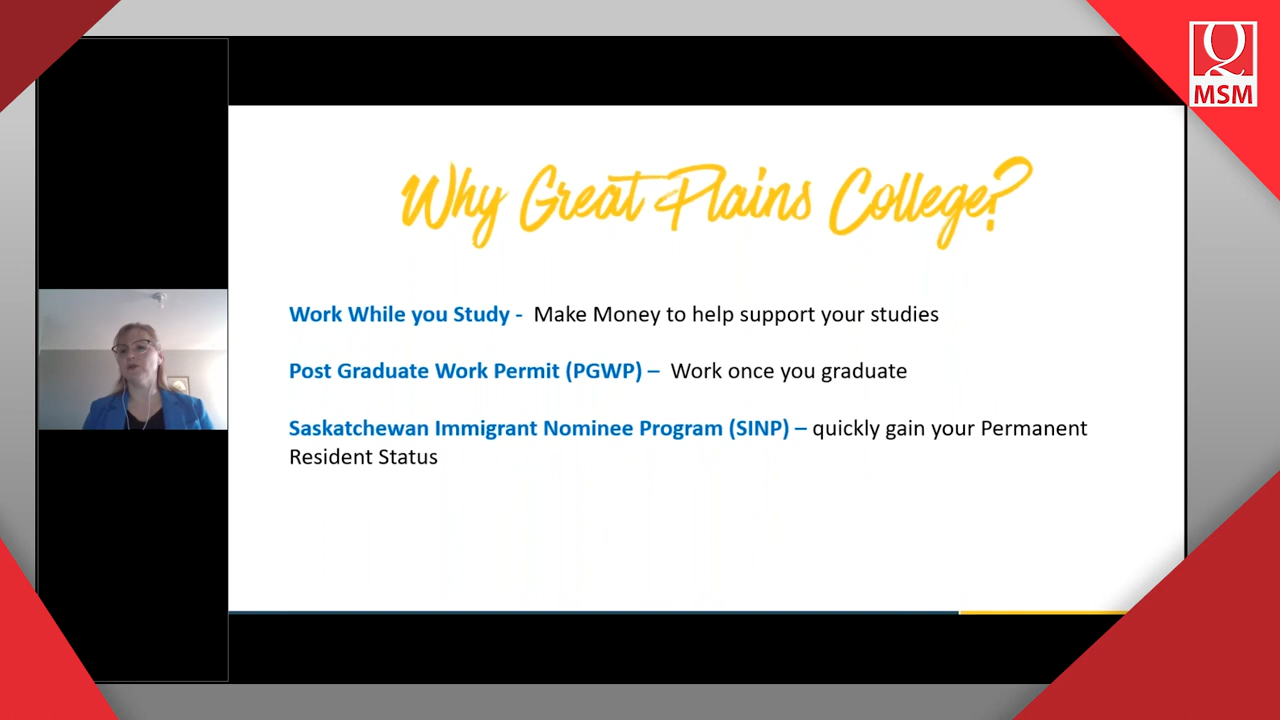 MSM
Why Great Plains College?
Work While you Study - Make Money to help support your studies
Post Graduate Work Permit (PGWP) – Work once you graduate
Saskatchewan Immigrant Nominee Program (SINP) – quickly gain your Permanent
Resident Status